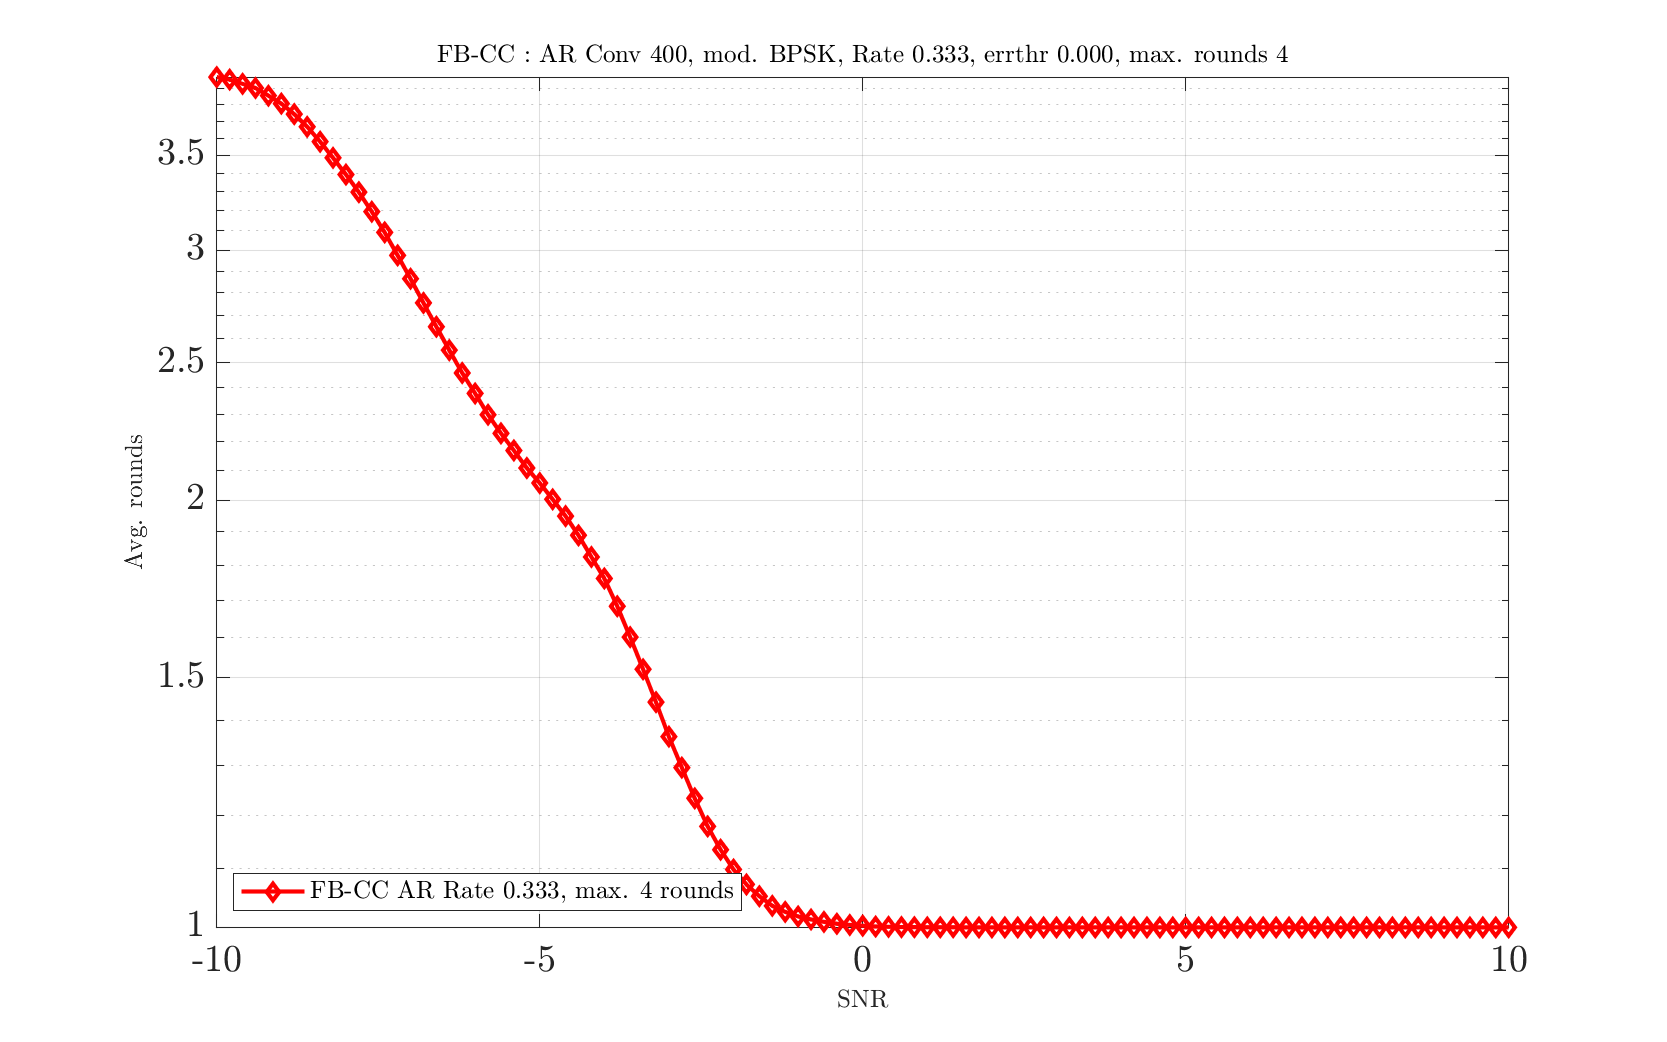 FB-CC : AR Conv 400, mod. BPSK, Rate 0.333, errthr 0.000, max. rounds 4
3.5
3
2.5
2
1.5
1
Avg. rounds
FB-CC AR Rate 0.333, max. 4 rounds
-10 -5 0 5 10
SNR